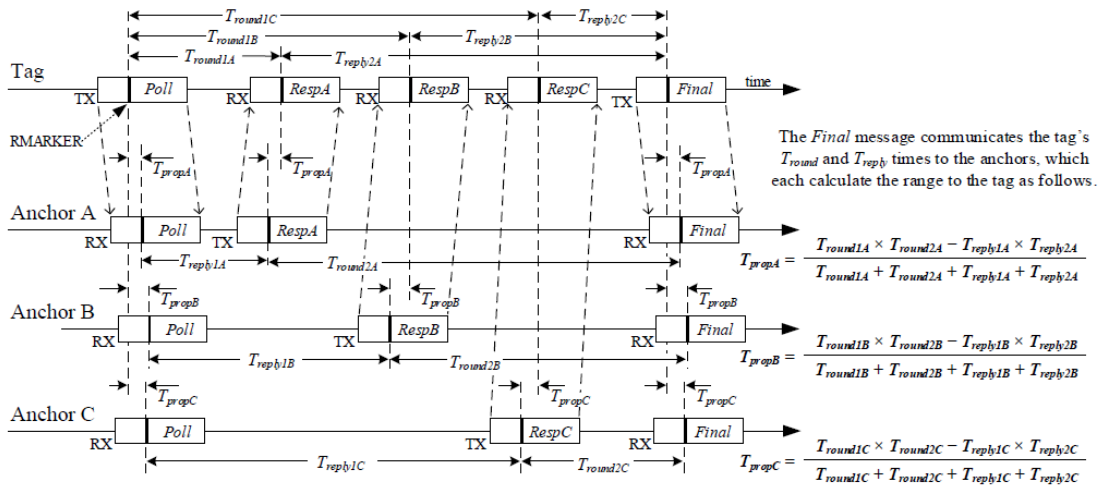 T_round1C T_reply2C
T_round1B T_reply2B
T_round1A T_reply2A
Tag
TX Poll RX RespA RX RespB RX RespC TX Final time
RMARKER
T_propA T_propA T_propA
The Final message communicates the tag's
T_round and T_reply times to the anchors, which
each calculate the range to the tag as follows.
Anchor A
RX Poll TX RespA RX Final
T_reply1A T_round2A
T_propA = (T_round1A × T_round2A − T_reply1A × T_reply2A) / (T_round1A + T_round2A + T_reply1A + T_reply2A)
T_propB T_propB T_propB
Anchor B
RX Poll TX RespB RX Final
T_reply1B T_round2B
T_propB = (T_round1B × T_round2B − T_reply1B × T_reply2B) / (T_round1B + T_round2B + T_reply1B + T_reply2B)
T_propC T_propC T_propC
Anchor C
RX Poll TX RespC RX Final
T_reply1C T_round2C
T_propC = (T_round1C × T_round2C − T_reply1C × T_reply2C) / (T_round1C + T_round2C + T_reply1C + T_reply2C)